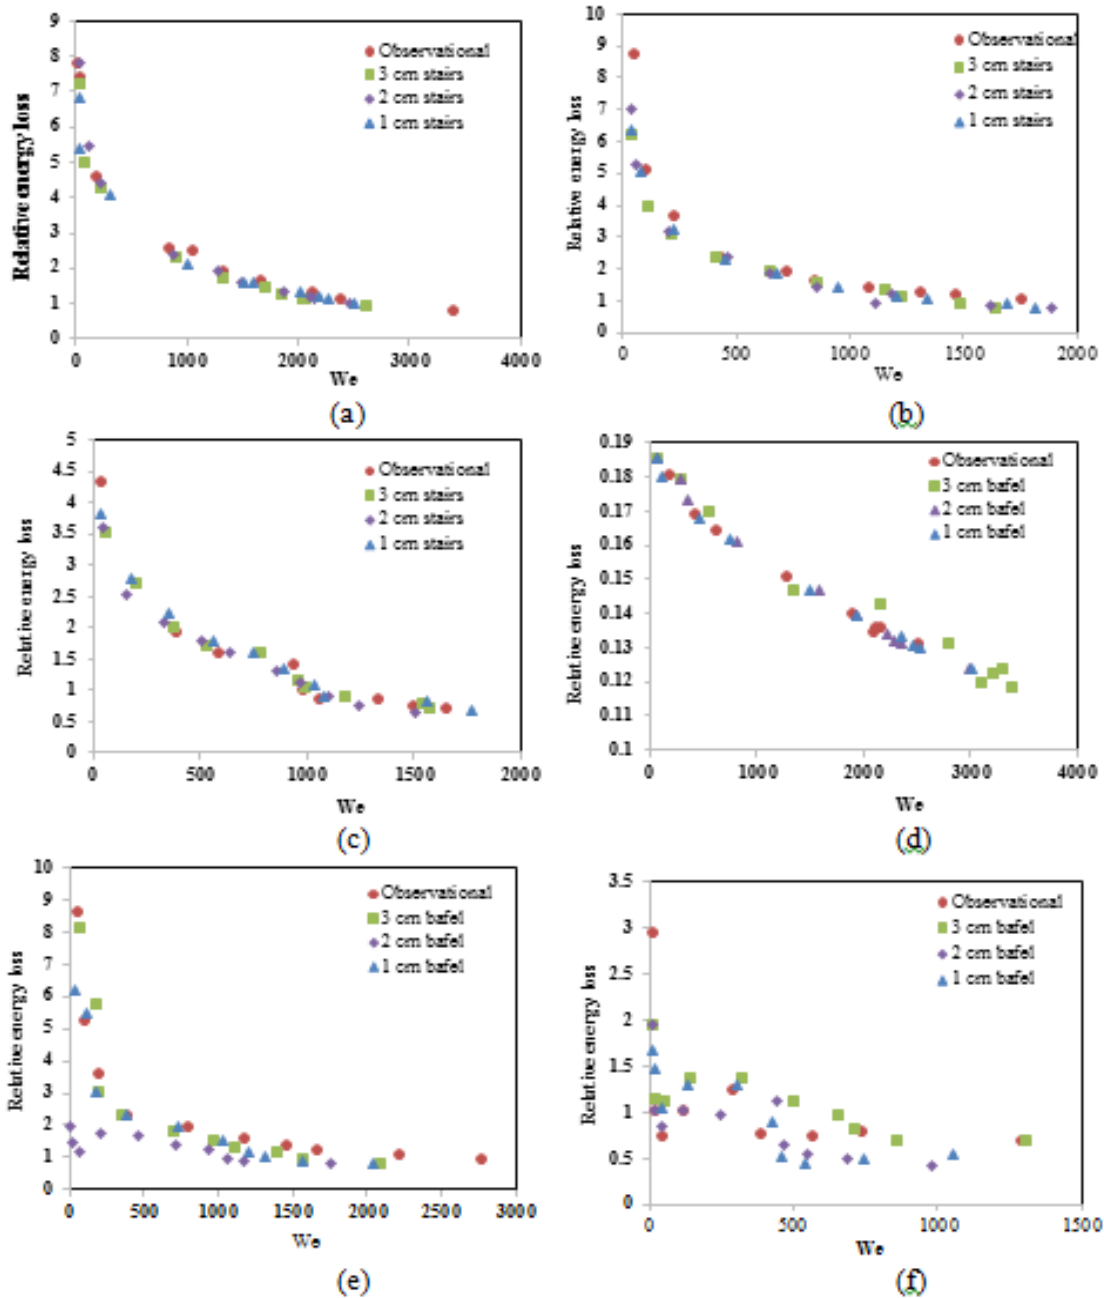 9
8
7
6
5
4
3
2
1
0
0 1000 2000 3000 4000
Relative energy loss
We
Observational
3 cm stairs
2 cm stairs
1 cm stairs
(a)
10
9
8
7
6
5
4
3
2
1
0
0 500 1000 1500 2000
Relative energy loss
We
Observational
3 cm stairs
2 cm stairs
1 cm stairs
(b)
5
4.5
4
3.5
3
2.5
2
1.5
1
0.5
0
0 500 1000 1500 2000
Relative energy loss
We
Observational
3 cm stairs
2 cm stairs
1 cm stairs
(c)
0.19
0.18
0.17
0.16
0.15
0.14
0.13
0.12
0.11
0.1
0 1000 2000 3000 4000
Relative energy loss
We
Observational
3 cm bafel
2 cm bafel
1 cm bafel
(d)
10
9
8
7
6
5
4
3
2
1
0
0 500 1000 1500 2000 2500 3000
Relative energy loss
We
Observational
3 cm bafel
2 cm bafel
1 cm bafel
(e)
3.5
3
2.5
2
1.5
1
0.5
0
0 500 1000 1500
Relative energy loss
We
Observational
3 cm bafel
2 cm bafel
1 cm bafel
(f)